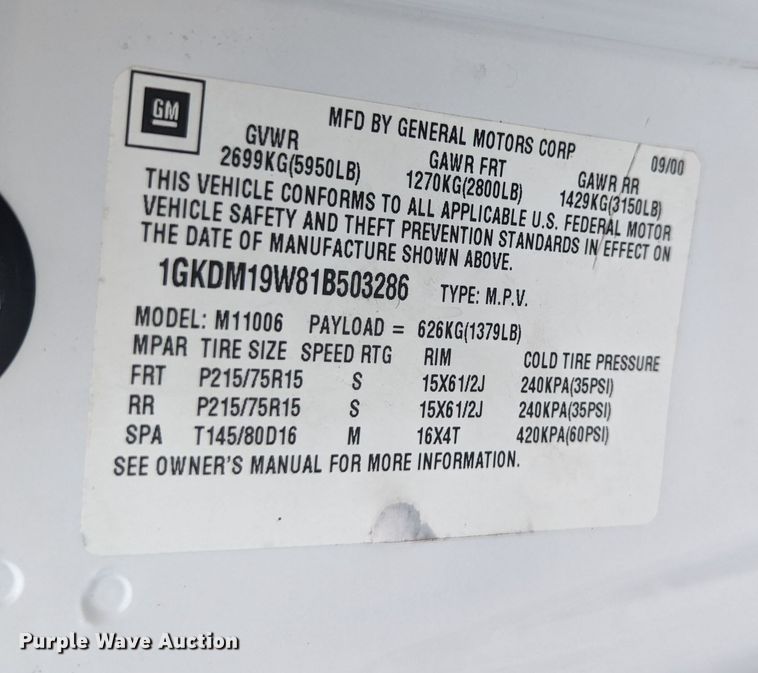 GM
MFD BY GENERAL MOTORS CORP 09/00
GVWR GAWR FRT GAWR RR
2699KG(5950LB) 1270KG(2800LB) 1429KG(3150LB)
THIS VEHICLE CONFORMS TO ALL APPLICABLE U.S. FEDERAL MOTOR
VEHICLE SAFETY AND THEFT PREVENTION STANDARDS IN EFFECT ON
THE DATE OF MANUFACTURE SHOWN ABOVE.
1GKDM19W81B503286 TYPE: M.P.V.
MODEL: M11006 PAYLOAD = 626KG(1379LB)
MPAR TIRE SIZE SPEED RTG RIM COLD TIRE PRESSURE
FRT P215/75R15 S 15X61/2J 240KPA(35PSI)
RR P215/75R15 S 15X61/2J 240KPA(35PSI)
SPA T145/80D16 M 16X4T 420KPA(60PSI)
SEE OWNER'S MANUAL FOR MORE INFORMATION.
Purple Wave Auction